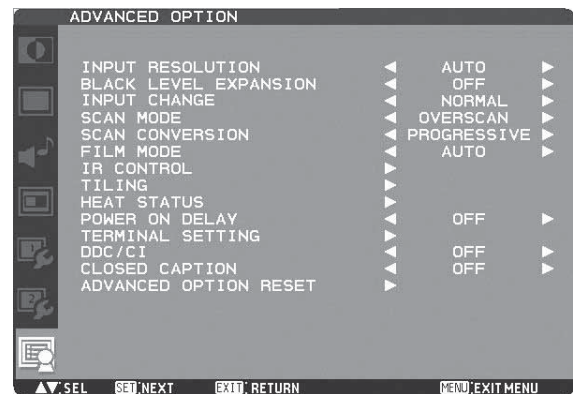 ADVANCED OPTION
INPUT RESOLUTION ◀ AUTO ▶
BLACK LEVEL EXPANSION ◀ OFF ▶
INPUT CHANGE ◀ NORMAL ▶
SCAN MODE ◀ OVERSCAN ▶
SCAN CONVERSION ◀ PROGRESSIVE ▶
FILM MODE ◀ AUTO ▶
IR CONTROL ▶
TILING ▶
HEAT STATUS ▶
POWER ON DELAY ◀ OFF ▶
TERMINAL SETTING ▶
DDC/CI ◀ OFF ▶
CLOSED CAPTION ◀ OFF ▶
ADVANCED OPTION RESET ▶
▲▼:SEL SET:NEXT EXIT:RETURN MENU:EXIT MENU